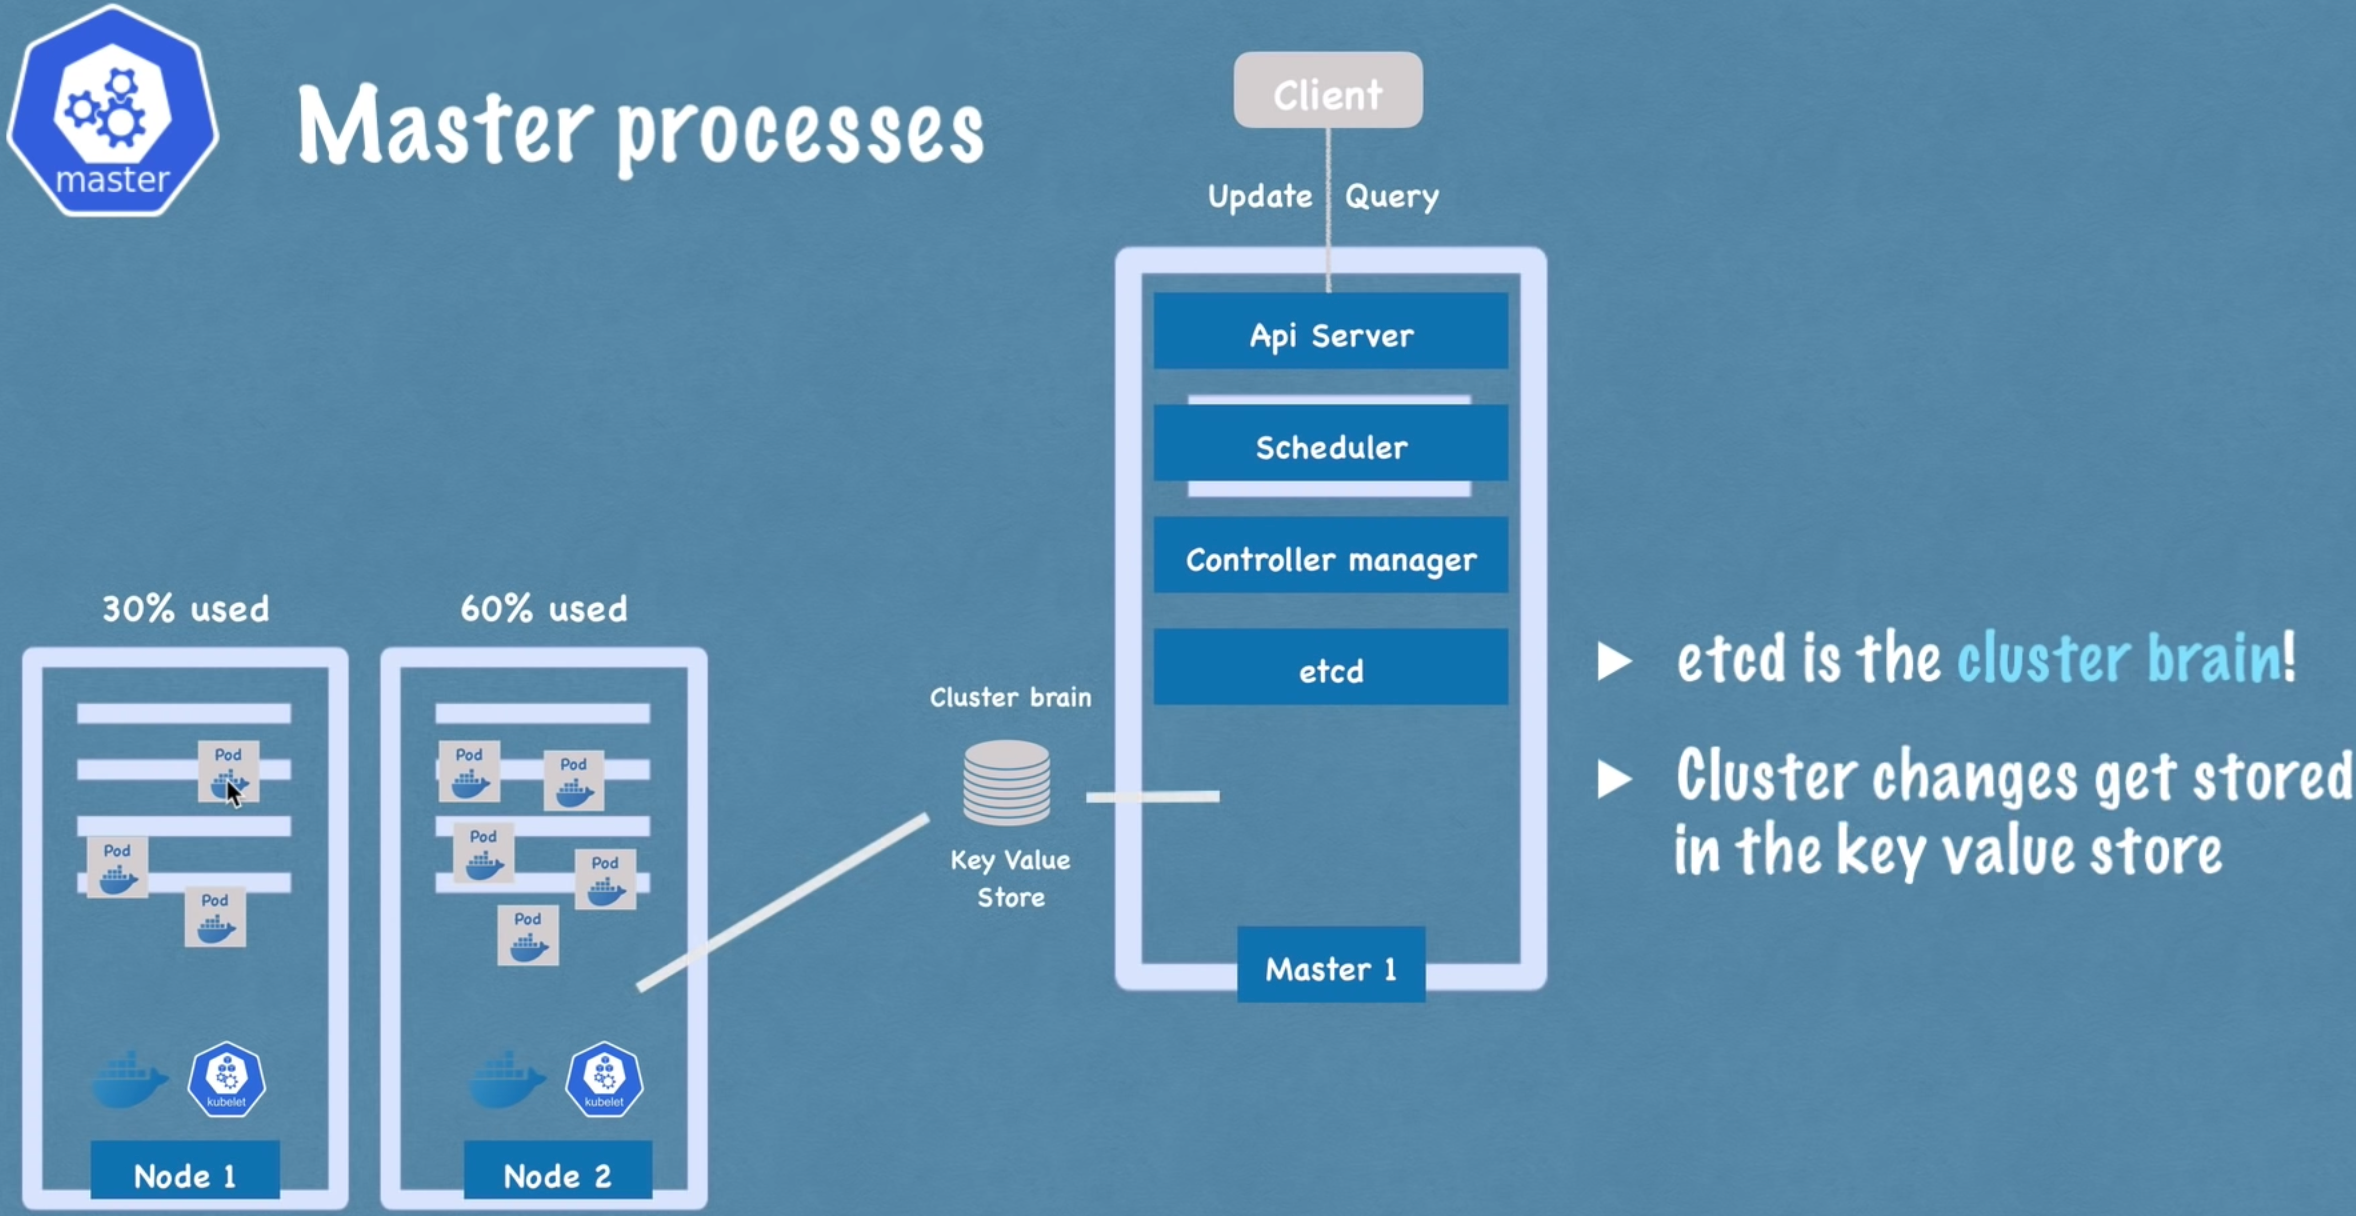 master
Master processes
Client
Update Query
Api Server
Scheduler
Controller manager
etcd
Master 1
30% used
60% used
Pod
Pod
Pod
kubelet
Node 1
Pod
Pod
Pod
Pod
Pod
kubelet
Node 2
Cluster brain
Key Value
Store
etcd is the cluster brain!
Cluster changes get stored
in the key value store